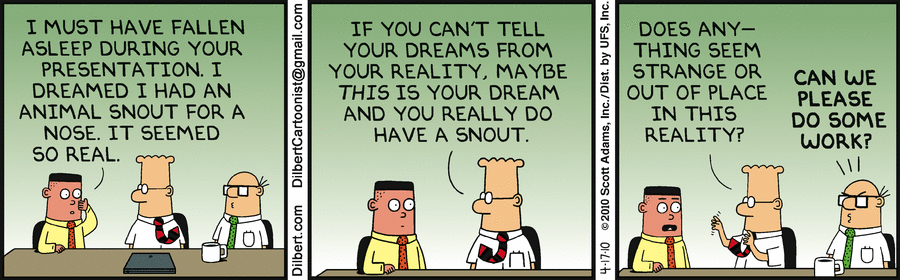 I MUST HAVE FALLEN
ASLEEP DURING YOUR
PRESENTATION. I
DREAMED I HAD AN
ANIMAL SNOUT FOR A
NOSE. IT SEEMED
SO REAL.
Dilbert.com DilbertCartoonist@gmail.com
IF YOU CAN'T TELL
YOUR DREAMS FROM
YOUR REALITY, MAYBE
THIS IS YOUR DREAM
AND YOU REALLY DO
HAVE A SNOUT.
4-17-10 © 2010 Scott Adams, Inc./Dist. by UFS, Inc.
DOES ANY-
THING SEEM
STRANGE OR
OUT OF PLACE
IN THIS
REALITY?
CAN WE
PLEASE
DO SOME
WORK?